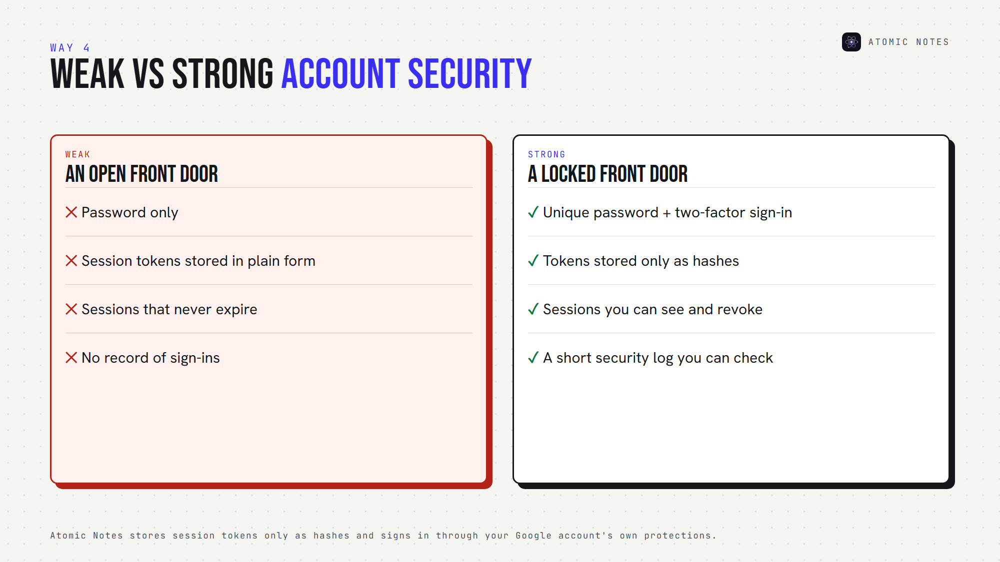 WAY 4
WEAK VS STRONG ACCOUNT SECURITY
ATOMIC NOTES
WEAK
AN OPEN FRONT DOOR
Password only
Session tokens stored in plain form
Sessions that never expire
No record of sign-ins
STRONG
A LOCKED FRONT DOOR
Unique password + two-factor sign-in
Tokens stored only as hashes
Sessions you can see and revoke
A short security log you can check
Atomic Notes stores session tokens only as hashes and signs in through your Google account's own protections.